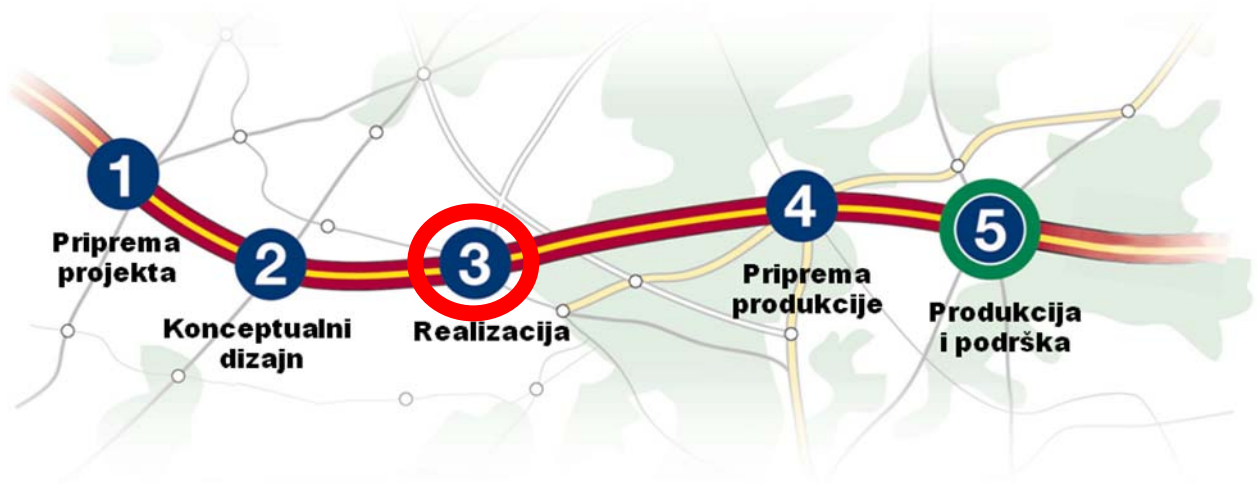 1
Priprema
projekta
2
Konceptualni
dizajn
3
Realizacija
4
Priprema
produkcije
5
Produkcija
i podrška